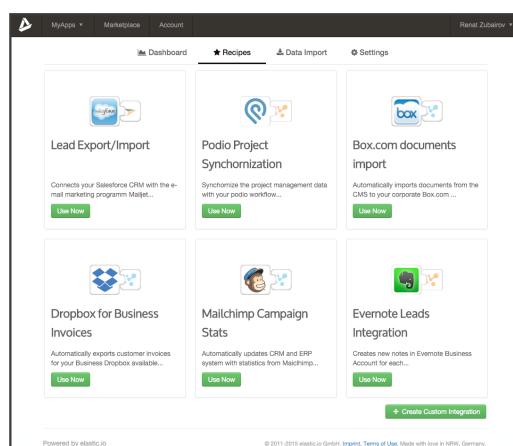 MyApps Marketplace Account Renat Zubairov
Dashboard Recipes Data Import Settings
salesforce
Lead Export/Import
Connects your Salesforce CRM with the e-
mail marketing programm Mailjet...
Use Now
Podio Project
Synchornization
Synchornize the project management data
with your podio workflow...
Use Now
box
Box.com documents
import
Automatically imports documents from the
CMS to your corporate Box.com ...
Use Now
Dropbox for Business
Invoices
Automatically exports customer invoices
for your Business Dropbox available...
Use Now
Mailchimp Campaign
Stats
Automatically updates CRM and ERP
system with statistics from Maiclhimp...
Use Now
Evernote Leads
Integration
Creates new notes in Evernote Business
Account for each...
Use Now
+ Create Custom Integration
Powered by elastic.io © 2011-2015 elastic.io GmbH. Imprint. Terms of Use. Made with love in NRW, Germany.